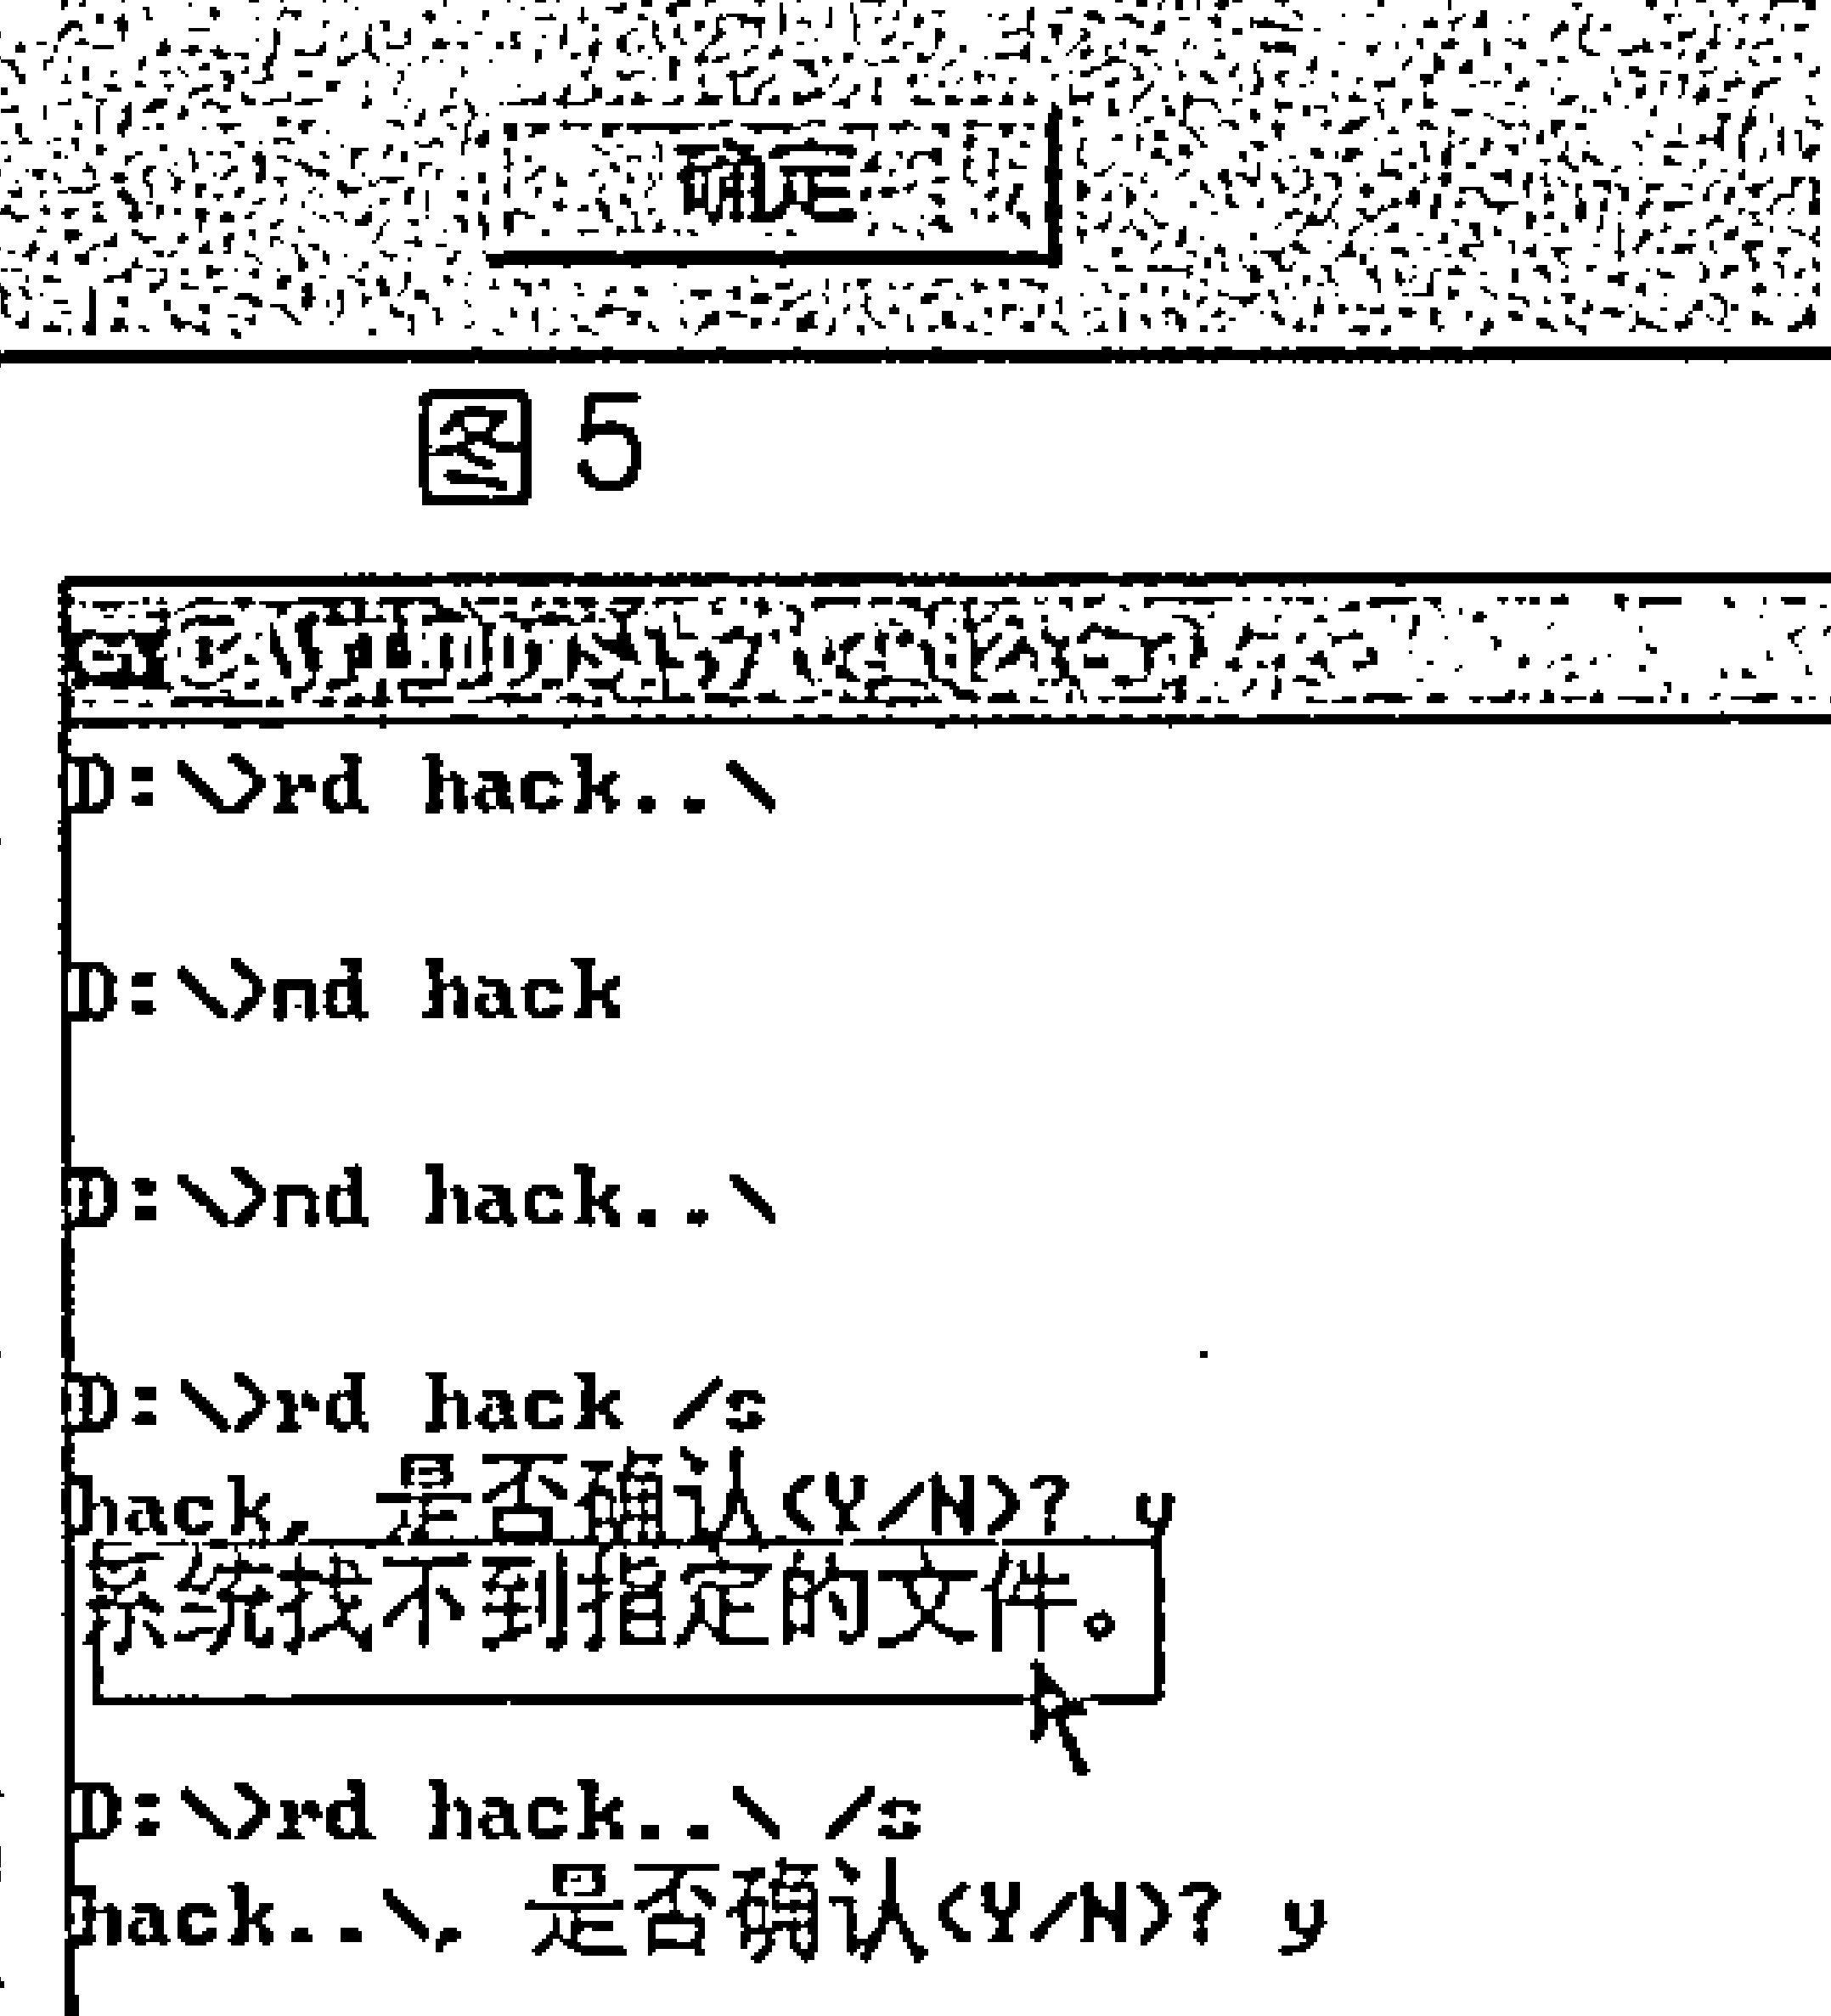 确定
图 5
D:\>rd hack..\
D:\>md hack
D:\>md hack..\
D:\>rd hack /s
hack, 是否确认(Y/N)? y
系统找不到指定的文件。
D:\>rd hack..\ /s
hack..\, 是否确认(Y/N)? y